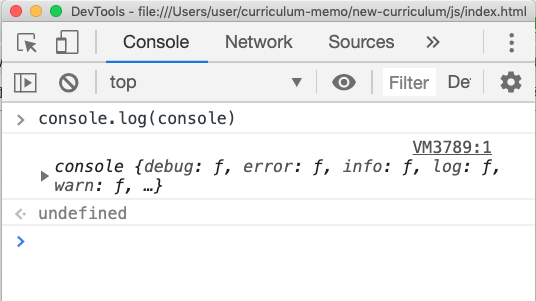 DevTools - file:///Users/user/curriculum-memo/new-curriculum/js/index.html
Console Network Sources »
top ▼ Filter De
> console.log(console)
VM3789:1
▶ console {debug: ƒ, error: ƒ, info: ƒ, log: ƒ,
warn: ƒ, …}
undefined
>